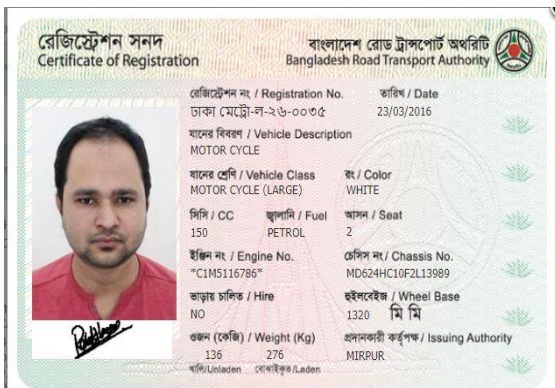 রেজিস্ট্রেশন সনদ
Certificate of Registration
বাংলাদেশ রোড ট্রান্সপোর্ট অথরিটি
Bangladesh Road Transport Authority
রেজিস্ট্রেশন নং / Registration No. তারিখ / Date
ঢাকা মেট্রো-ল-২৬-০০৩৫ 23/03/2016
যানের বিবরণ / Vehicle Description
MOTOR CYCLE
যানের শ্রেণি / Vehicle Class রং / Color
MOTOR CYCLE (LARGE) WHITE
সিসি / CC জ্বালানি / Fuel আসন / Seat
150 PETROL 2
ইঞ্জিন নং / Engine No. চেসিস নং / Chassis No.
*C1M5116786* MD624HC10F2L13989
ভাড়ায় চালিত / Hire হুইলবেইজ / Wheel Base
NO 1320 মি মি
ওজন (কেজি) / Weight (Kg) প্রদানকারী কর্তৃপক্ষ / Issuing Authority
136 276 MIRPUR
খালি/Unladen বোঝাইকৃত/Laden